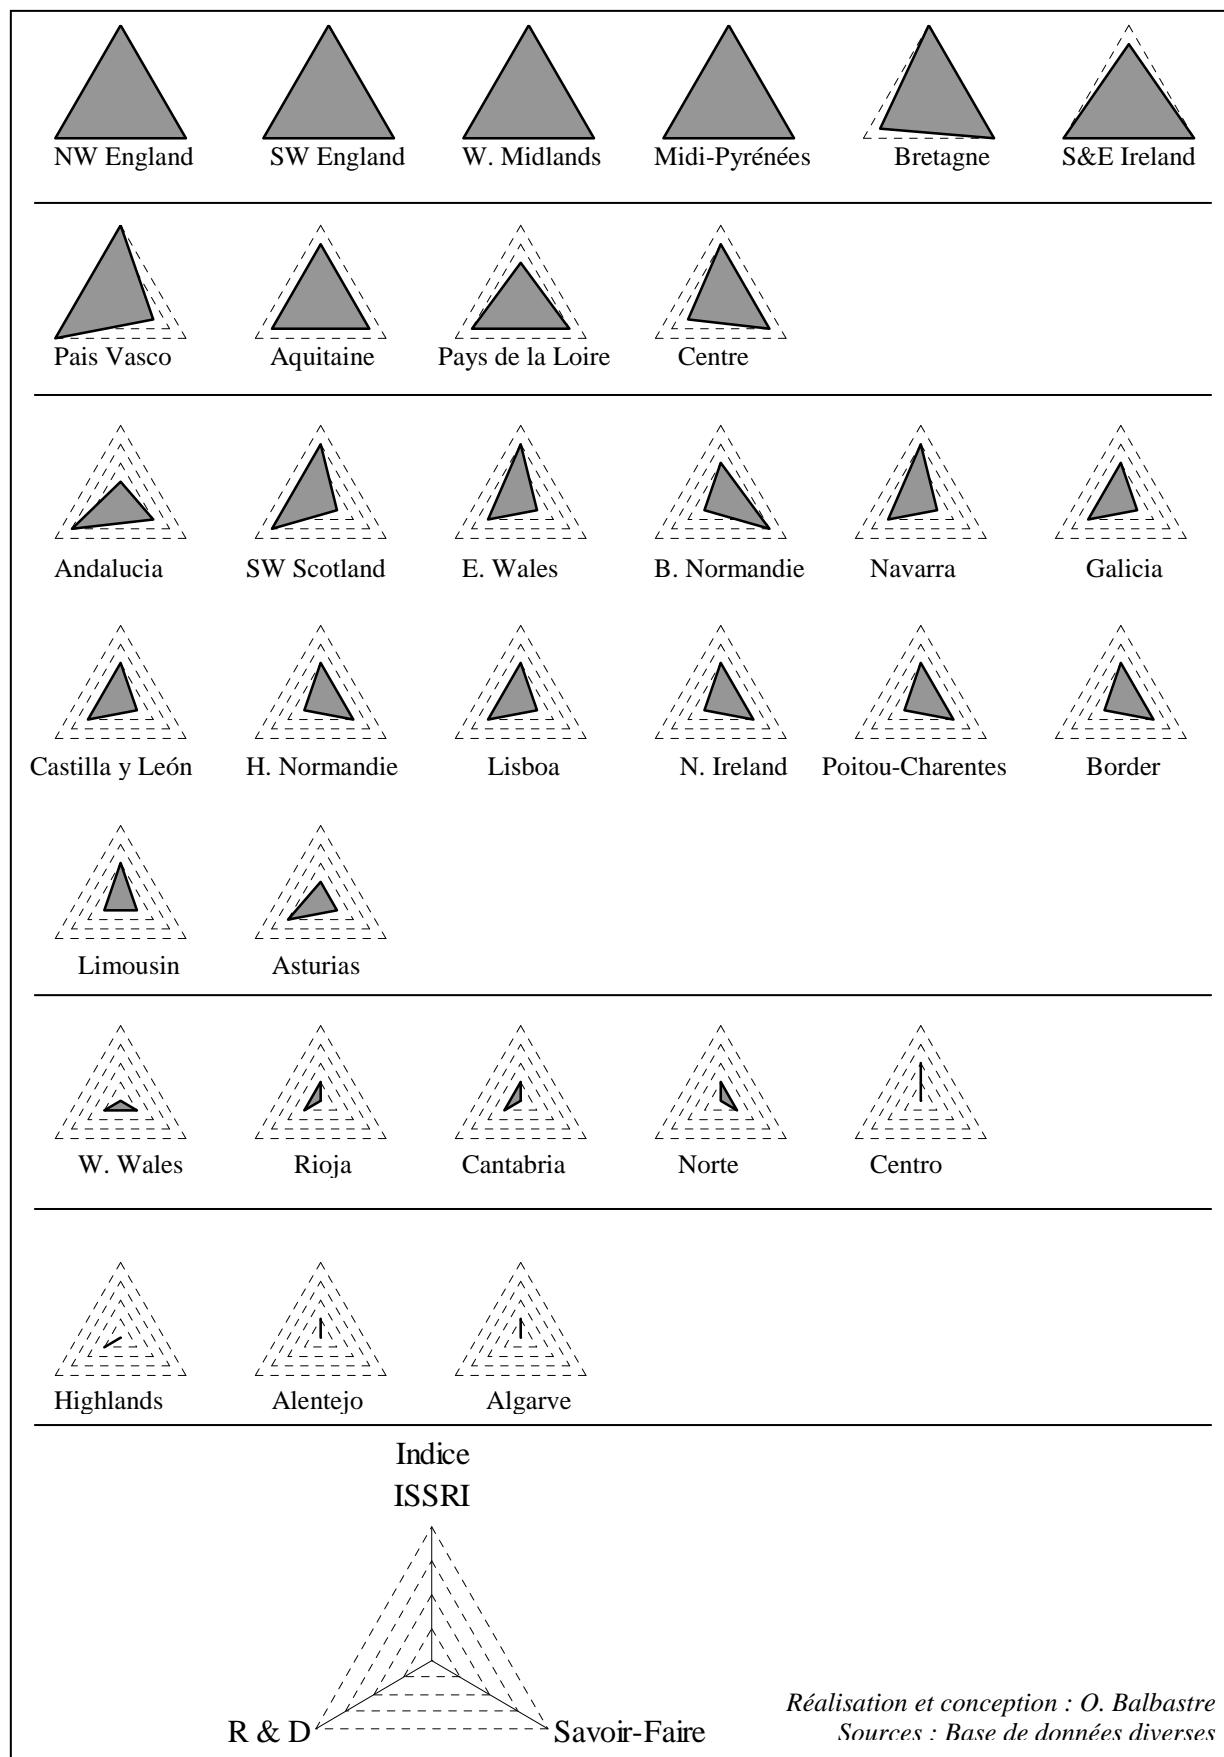 NW England SW England W. Midlands Midi-Pyrénées Bretagne S&E Ireland
Pais Vasco Aquitaine Pays de la Loire Centre
Andalucia SW Scotland E. Wales B. Normandie Navarra Galicia
Castilla y León H. Normandie Lisboa N. Ireland Poitou-Charentes Border
Limousin Asturias
W. Wales Rioja Cantabria Norte Centro
Highlands Alentejo Algarve
Indice
ISSRI
R & D Savoir-Faire
Réalisation et conception : O. Balbastre
Sources : Base de données diverses